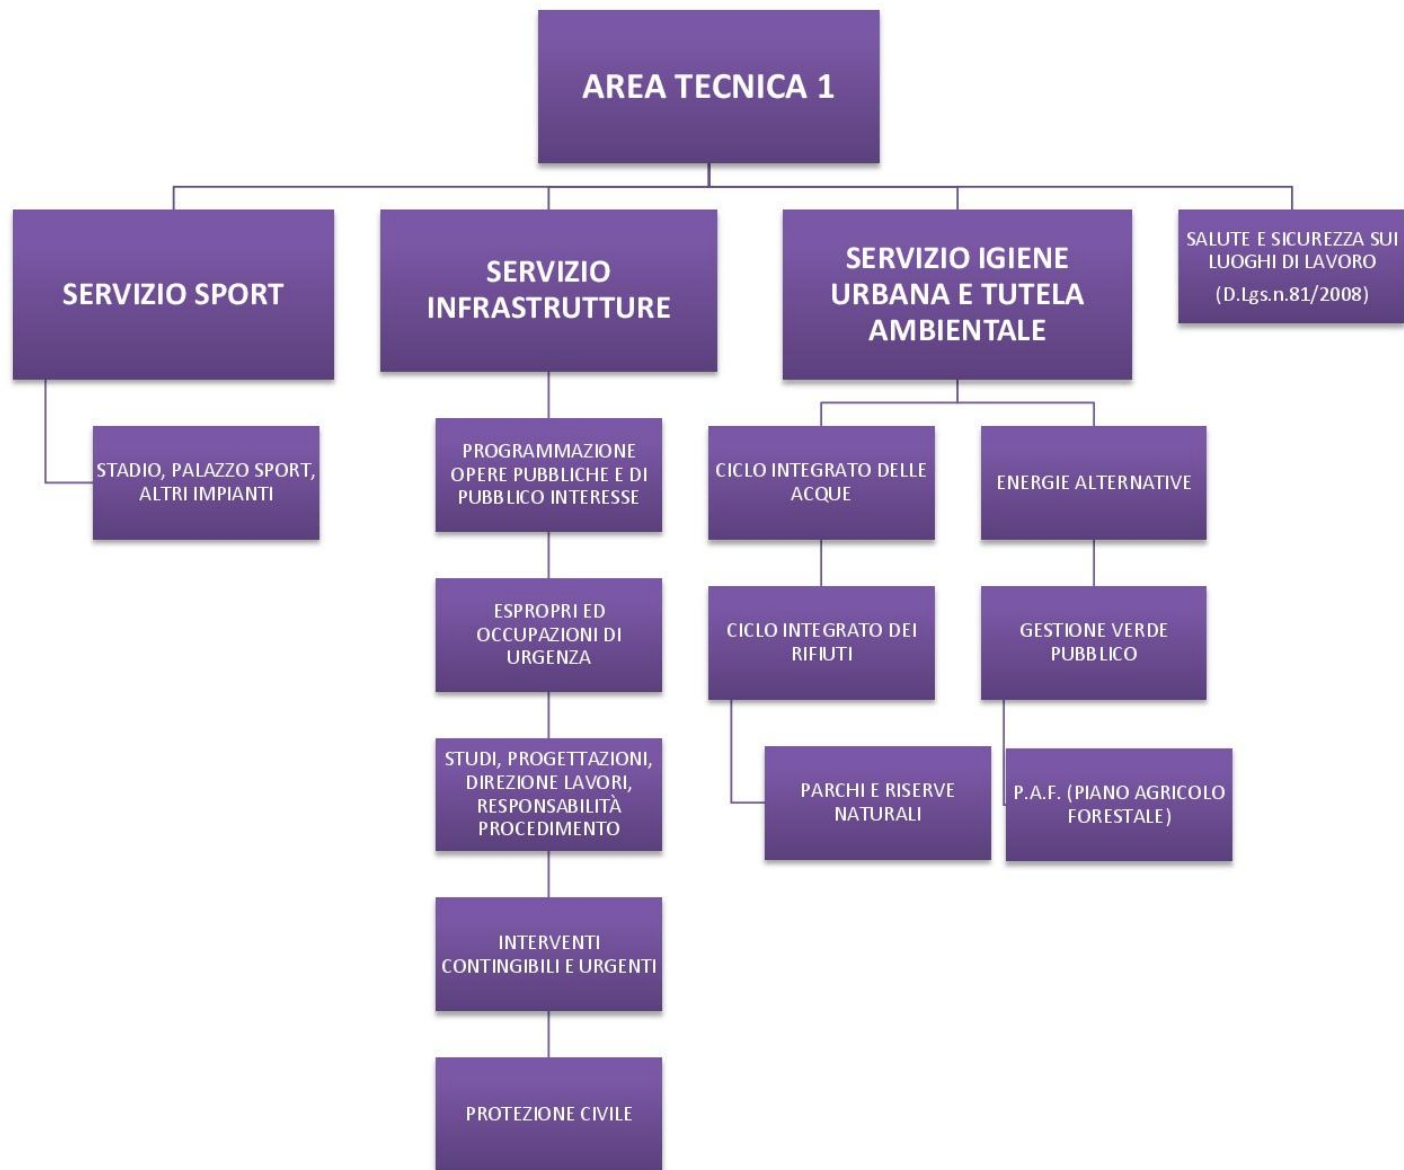 AREA TECNICA 1
SERVIZIO SPORT
SERVIZIO
INFRASTRUTTURE
SERVIZIO IGIENE
URBANA E TUTELA
AMBIENTALE
SALUTE E SICUREZZA SUI
LUOGHI DI LAVORO
(D.Lgs.n.81/2008)
STADIO, PALAZZO SPORT,
ALTRI IMPIANTI
PROGRAMMAZIONE
OPERE PUBBLICHE E DI
PUBBLICO INTERESSE
ESPROPRI ED
OCCUPAZIONI DI
URGENZA
STUDI, PROGETTAZIONI,
DIREZIONE LAVORI,
RESPONSABILITÀ
PROCEDIMENTO
INTERVENTI
CONTINGIBILI E URGENTI
PROTEZIONE CIVILE
CICLO INTEGRATO DELLE
ACQUE
CICLO INTEGRATO DEI
RIFIUTI
PARCHI E RISERVE
NATURALI
ENERGIE ALTERNATIVE
GESTIONE VERDE
PUBBLICO
P.A.F. (PIANO AGRICOLO
FORESTALE)